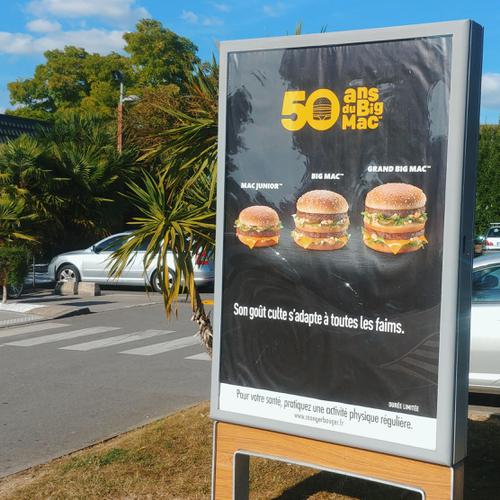 50 ans
du Big
Mac™
MAC JUNIOR™
BIG MAC™
GRAND BIG MAC™
Son goût culte s'adapte à toutes les faims.
DURÉE LIMITÉE
Pour votre santé, pratiquez une activité physique régulière.
www.mangerbouger.fr